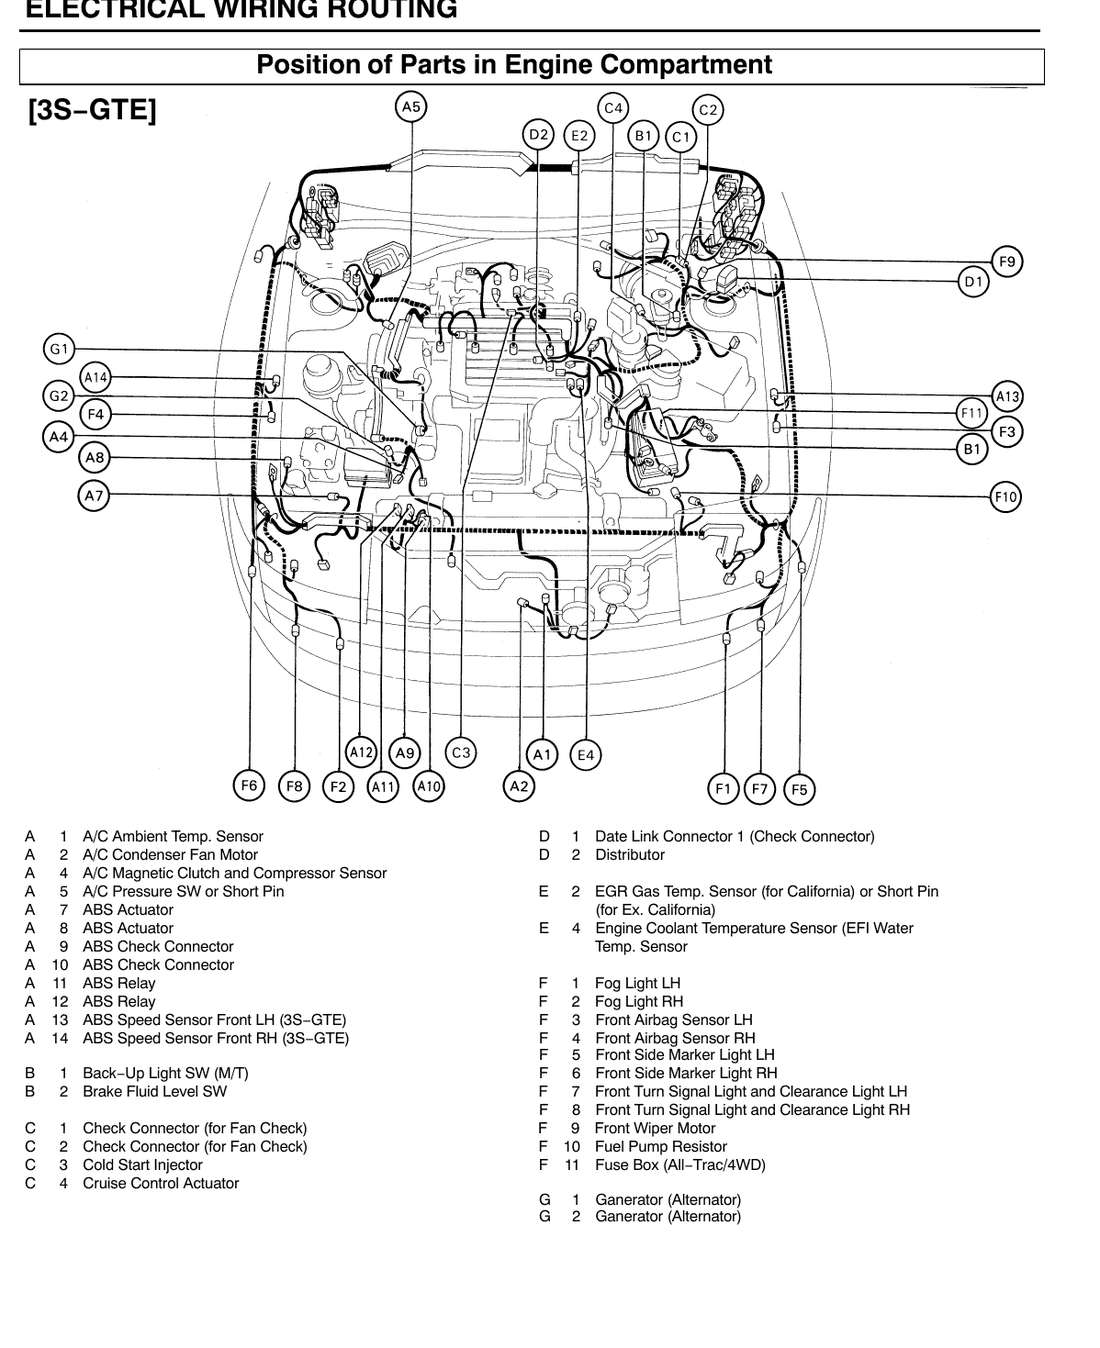 ELECTRICAL WIRING ROUTING
Position of Parts in Engine Compartment
[3S−GTE]
A5
C4
C2
D2
E2
B1
C1
F9
D1
G1
A14
G2
F4
A4
A8
A7
A13
F11
F3
B1
F10
A12
A9
C3
A1
E4
F6
F8
F2
A11
A10
A2
F1
F7
F5
A 1 A/C Ambient Temp. Sensor
A 2 A/C Condenser Fan Motor
A 4 A/C Magnetic Clutch and Compressor Sensor
A 5 A/C Pressure SW or Short Pin
A 7 ABS Actuator
A 8 ABS Actuator
A 9 ABS Check Connector
A 10 ABS Check Connector
A 11 ABS Relay
A 12 ABS Relay
A 13 ABS Speed Sensor Front LH (3S−GTE)
A 14 ABS Speed Sensor Front RH (3S−GTE)
B 1 Back−Up Light SW (M/T)
B 2 Brake Fluid Level SW
C 1 Check Connector (for Fan Check)
C 2 Check Connector (for Fan Check)
C 3 Cold Start Injector
C 4 Cruise Control Actuator
D 1 Date Link Connector 1 (Check Connector)
D 2 Distributor
E 2 EGR Gas Temp. Sensor (for California) or Short Pin
(for Ex. California)
E 4 Engine Coolant Temperature Sensor (EFI Water
Temp. Sensor
F 1 Fog Light LH
F 2 Fog Light RH
F 3 Front Airbag Sensor LH
F 4 Front Airbag Sensor RH
F 5 Front Side Marker Light LH
F 6 Front Side Marker Light RH
F 7 Front Turn Signal Light and Clearance Light LH
F 8 Front Turn Signal Light and Clearance Light RH
F 9 Front Wiper Motor
F 10 Fuel Pump Resistor
F 11 Fuse Box (All−Trac/4WD)
G 1 Ganerator (Alternator)
G 2 Ganerator (Alternator)